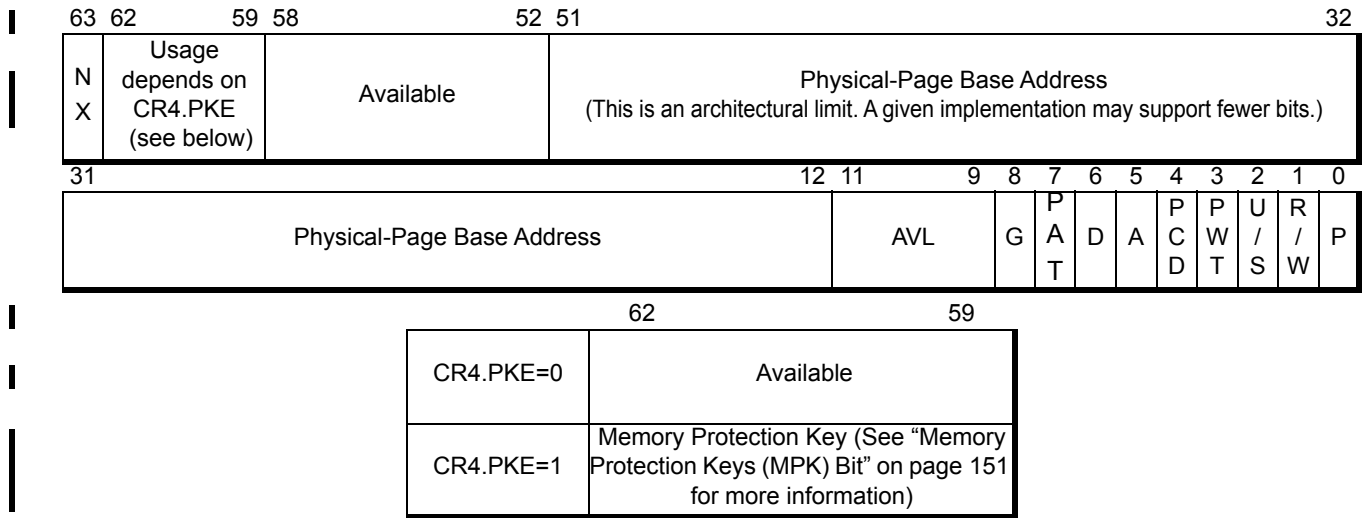 63 62 59 58 52 51 32
N
X
Usage
depends on
CR4.PKE
(see below)
Available
Physical-Page Base Address
(This is an architectural limit. A given implementation may support fewer bits.)
31 12 11 9 8 7 6 5 4 3 2 1 0
Physical-Page Base Address
AVL
G
P
A
T
D
A
P
C
D
P
W
T
U
/
S
R
/
W
P
62 59
CR4.PKE=0
Available
CR4.PKE=1
Memory Protection Key (See “Memory
Protection Keys (MPK) Bit” on page 151
for more information)